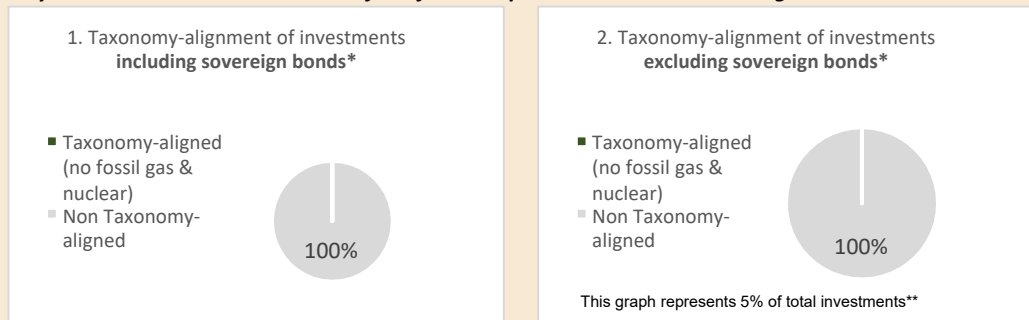 1. Taxonomy-alignment of investments
including sovereign bonds*
Taxonomy-aligned
(no fossil gas &
nuclear)
Non Taxonomy-
aligned
100%
2. Taxonomy-alignment of investments
excluding sovereign bonds*
Taxonomy-aligned
(no fossil gas &
nuclear)
Non Taxonomy-
aligned
100%
This graph represents 5% of total investments**